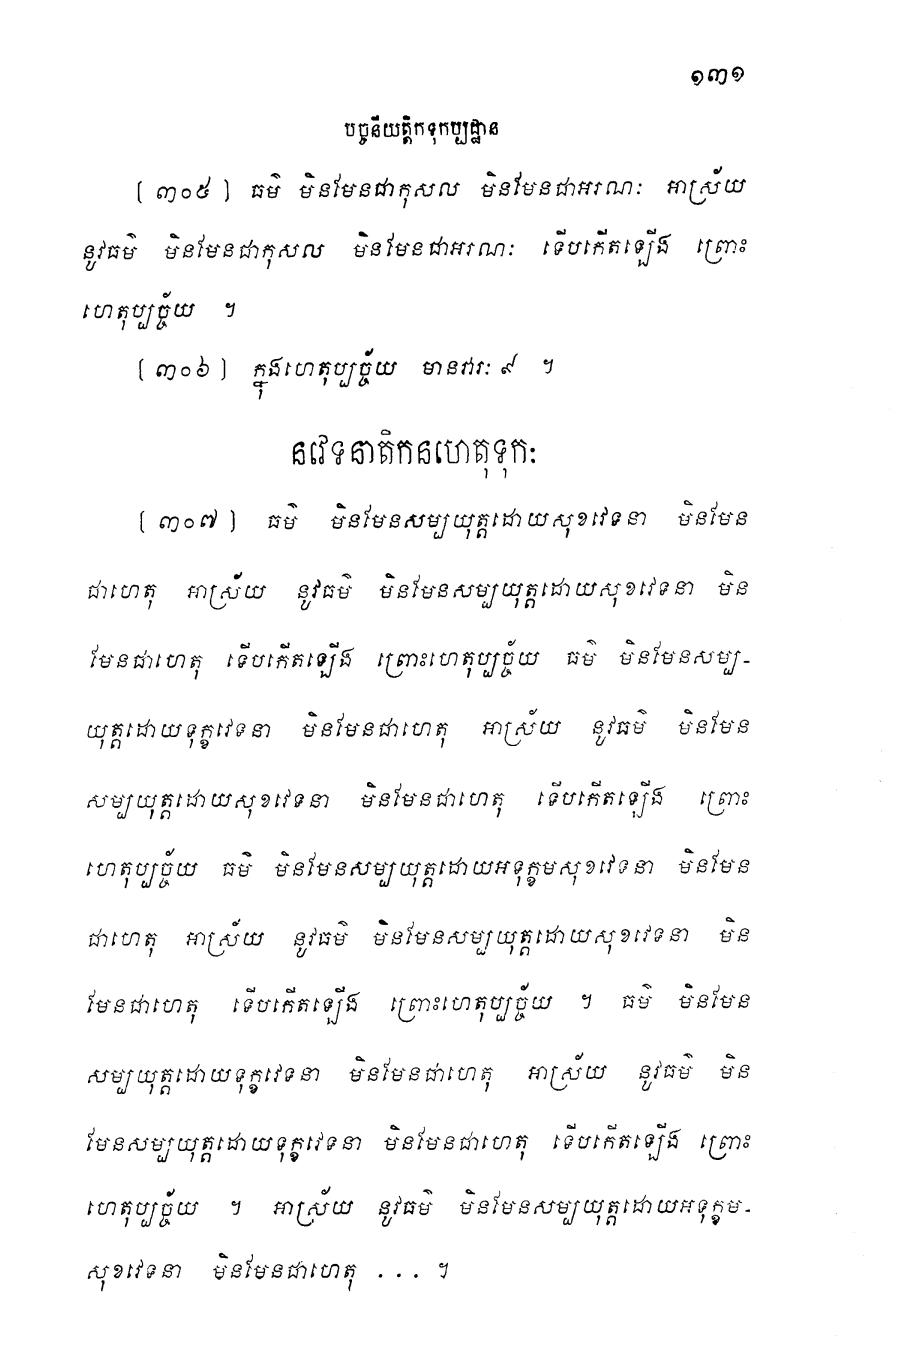 ១៣១
បច្ចនីយត្តិកទុកប្បដ្ឋាន
[ ៣០៥ ] ធម៌ មិនមែនជាកុសល មិនមែនជាអរណៈ អាស្រ័យ
នូវធម៌ មិនមែនជាកុសល មិនមែនជាអរណៈ ទើបកើតឡើង ព្រោះ
ហេតុប្បច្ច័យ ។
[ ៣០៦ ] ក្នុងហេតុប្បច្ច័យ មានវារៈ ៩ ។
នវេទនាតិកនហេតុទុកៈ
[ ៣០៧ ] ធម៌ មិនមែនសម្បយុត្តដោយសុខវេទនា មិនមែន
ជាហេតុ អាស្រ័យ នូវធម៌ មិនមែនសម្បយុត្តដោយសុខវេទនា មិន
មែនជាហេតុ ទើបកើតឡើង ព្រោះហេតុប្បច្ច័យ ធម៌ មិនមែនសម្ប-
យុត្តដោយទុក្ខវេទនា មិនមែនជាហេតុ អាស្រ័យ នូវធម៌ មិនមែន
សម្បយុត្តដោយសុខវេទនា មិនមែនជាហេតុ ទើបកើតឡើង ព្រោះ
ហេតុប្បច្ច័យ ធម៌ មិនមែនសម្បយុត្តដោយអទុក្ខមសុខវេទនា មិនមែន
ជាហេតុ អាស្រ័យ នូវធម៌ មិនមែនសម្បយុត្តដោយសុខវេទនា មិន
មែនជាហេតុ ទើបកើតឡើង ព្រោះហេតុប្បច្ច័យ ។ ធម៌ មិនមែន
សម្បយុត្តដោយទុក្ខវេទនា មិនមែនជាហេតុ អាស្រ័យ នូវធម៌ មិន
មែនសម្បយុត្តដោយទុក្ខវេទនា មិនមែនជាហេតុ ទើបកើតឡើង ព្រោះ
ហេតុប្បច្ច័យ ។ អាស្រ័យ នូវធម៌ មិនមែនសម្បយុត្តដោយអទុក្ខម-
សុខវេទនា មិនមែនជាហេតុ . . . ។